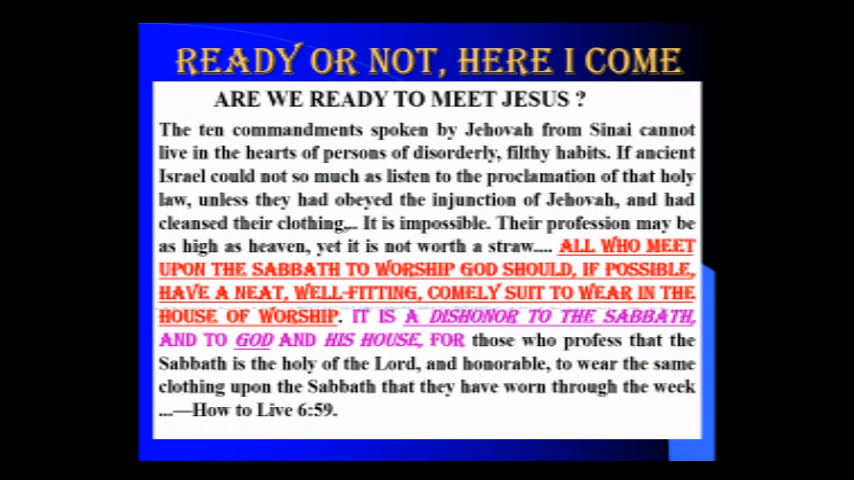 READY OR NOT, HERE I COME
ARE WE READY TO MEET JESUS ?
The ten commandments spoken by Jehovah from Sinai cannot
live in the hearts of persons of disorderly, filthy habits. If ancient
Israel could not so much as listen to the proclamation of that holy
law, unless they had obeyed the injunction of Jehovah, and had
cleansed their clothing,.. It is impossible. Their profession may be
as high as heaven, yet it is not worth a straw.... ALL WHO MEET
UPON THE SABBATH TO WORSHIP GOD SHOULD, IF POSSIBLE,
HAVE A NEAT, WELL-FITTING, COMELY SUIT TO WEAR IN THE
HOUSE OF WORSHIP. IT IS A DISHONOR TO THE SABBATH,
AND TO GOD AND HIS HOUSE, FOR those who profess that the
Sabbath is the holy of the Lord, and honorable, to wear the same
clothing upon the Sabbath that they have worn through the week
...—How to Live 6:59.